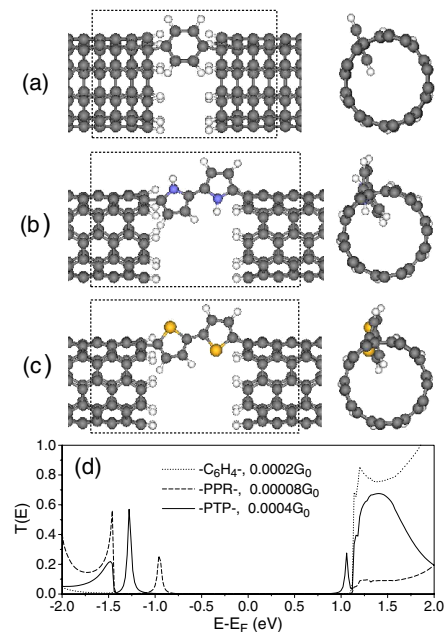 (a)
(b)
(c)
(d)
-C₆H₄-, 0.0002G₀
-PPR-, 0.00008G₀
-PTP-, 0.0004G₀
T(E)
1.0
0.8
0.6
0.4
0.2
0.0
-2.0 -1.5 -1.0 -0.5 0.0 0.5 1.0 1.5 2.0
E-E_F (eV)